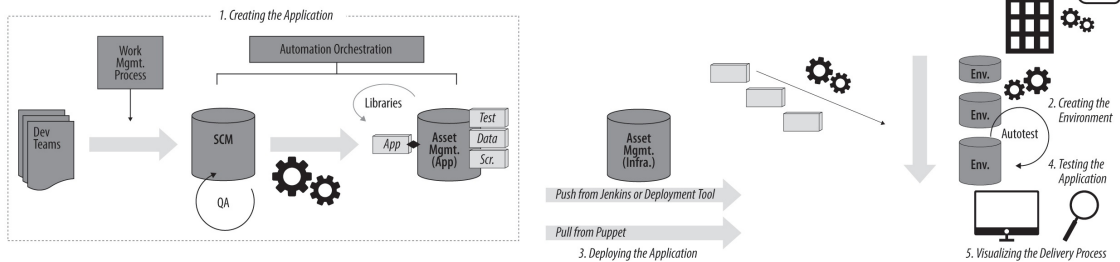 1. Creating the Application
Work
Mgmt.
Process
Automation Orchestration
Libraries
Dev
Teams
SCM
App
Asset
Mgmt.
(App)
Test
Data
Scr.
QA
Asset
Mgmt.
(Infra.)
Push from Jenkins or Deployment Tool
Pull from Puppet
3. Deploying the Application
Env.
Env.
Env.
2. Creating the
Environment
Autotest
4. Testing the
Application
5. Visualizing the Delivery Process